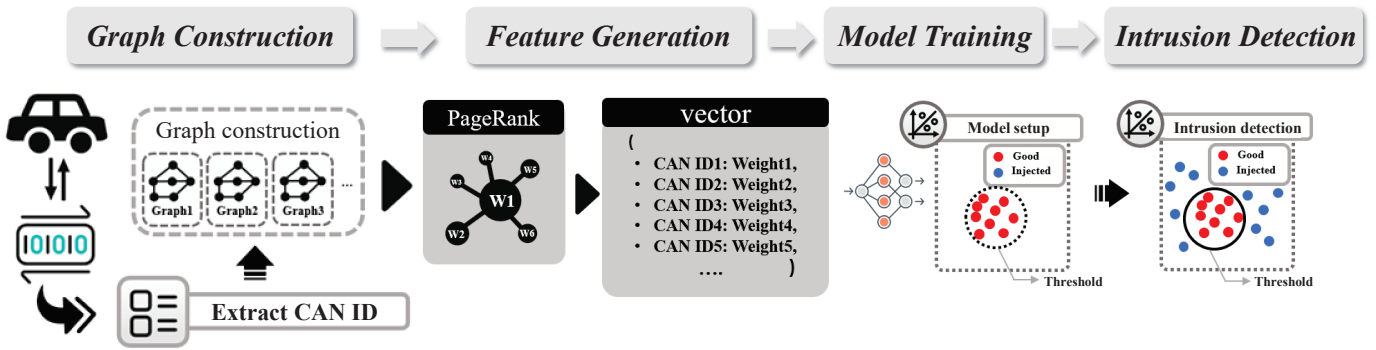 Graph Construction
Feature Generation
Model Training
Intrusion Detection
Graph construction
Graph1
Graph2
Graph3
...
101010
Extract CAN ID
PageRank
W4
W5
W3
W1
W2
W6
vector
(
• CAN ID1: Weight1,
• CAN ID2: Weight2,
• CAN ID3: Weight3,
• CAN ID4: Weight4,
• CAN ID5: Weight5,
.... )
Model setup
Good
Injected
Threshold
Intrusion detection
Good
Injected
Threshold